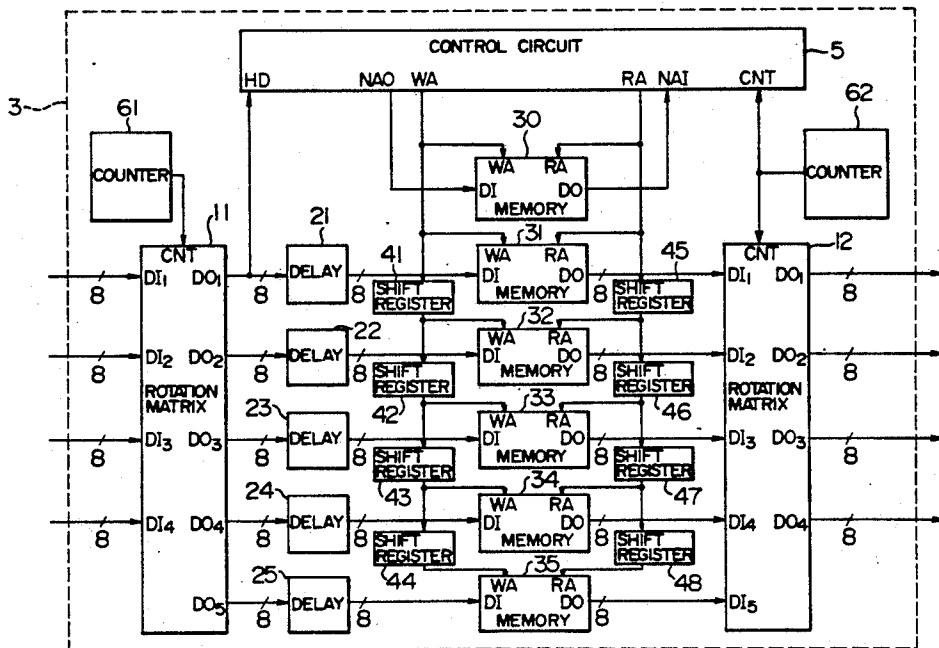 CONTROL CIRCUIT
5
HD NAO WA RA NAI CNT
3
61
30
62
COUNTER
WA RA
DI DO
MEMORY
COUNTER
11
21
31
12
CNT
41
WA RA
45
CNT
DI1 DO1
DELAY
DI DO
DI1 DO1
8 8 8 8 8
SHIFT REGISTER
MEMORY
SHIFT REGISTER
22
32
DI2 DO2
DELAY
WA RA
DI DO
DI2 DO2
8 8 8 8 8
SHIFT REGISTER
MEMORY
SHIFT REGISTER
ROTATION MATRIX
ROTATION MATRIX
23
42
33
46
DI3 DO3
DELAY
WA RA
DI DO
DI3 DO3
8 8 8 8 8
SHIFT REGISTER
MEMORY
SHIFT REGISTER
24
43
34
47
DI4 DO4
DELAY
WA RA
DI DO
DI4 DO4
8 8 8 8 8
SHIFT REGISTER
MEMORY
SHIFT REGISTER
25
44
35
48
DO5
DELAY
WA RA
DI DO
DI5
8 8 8
MEMORY